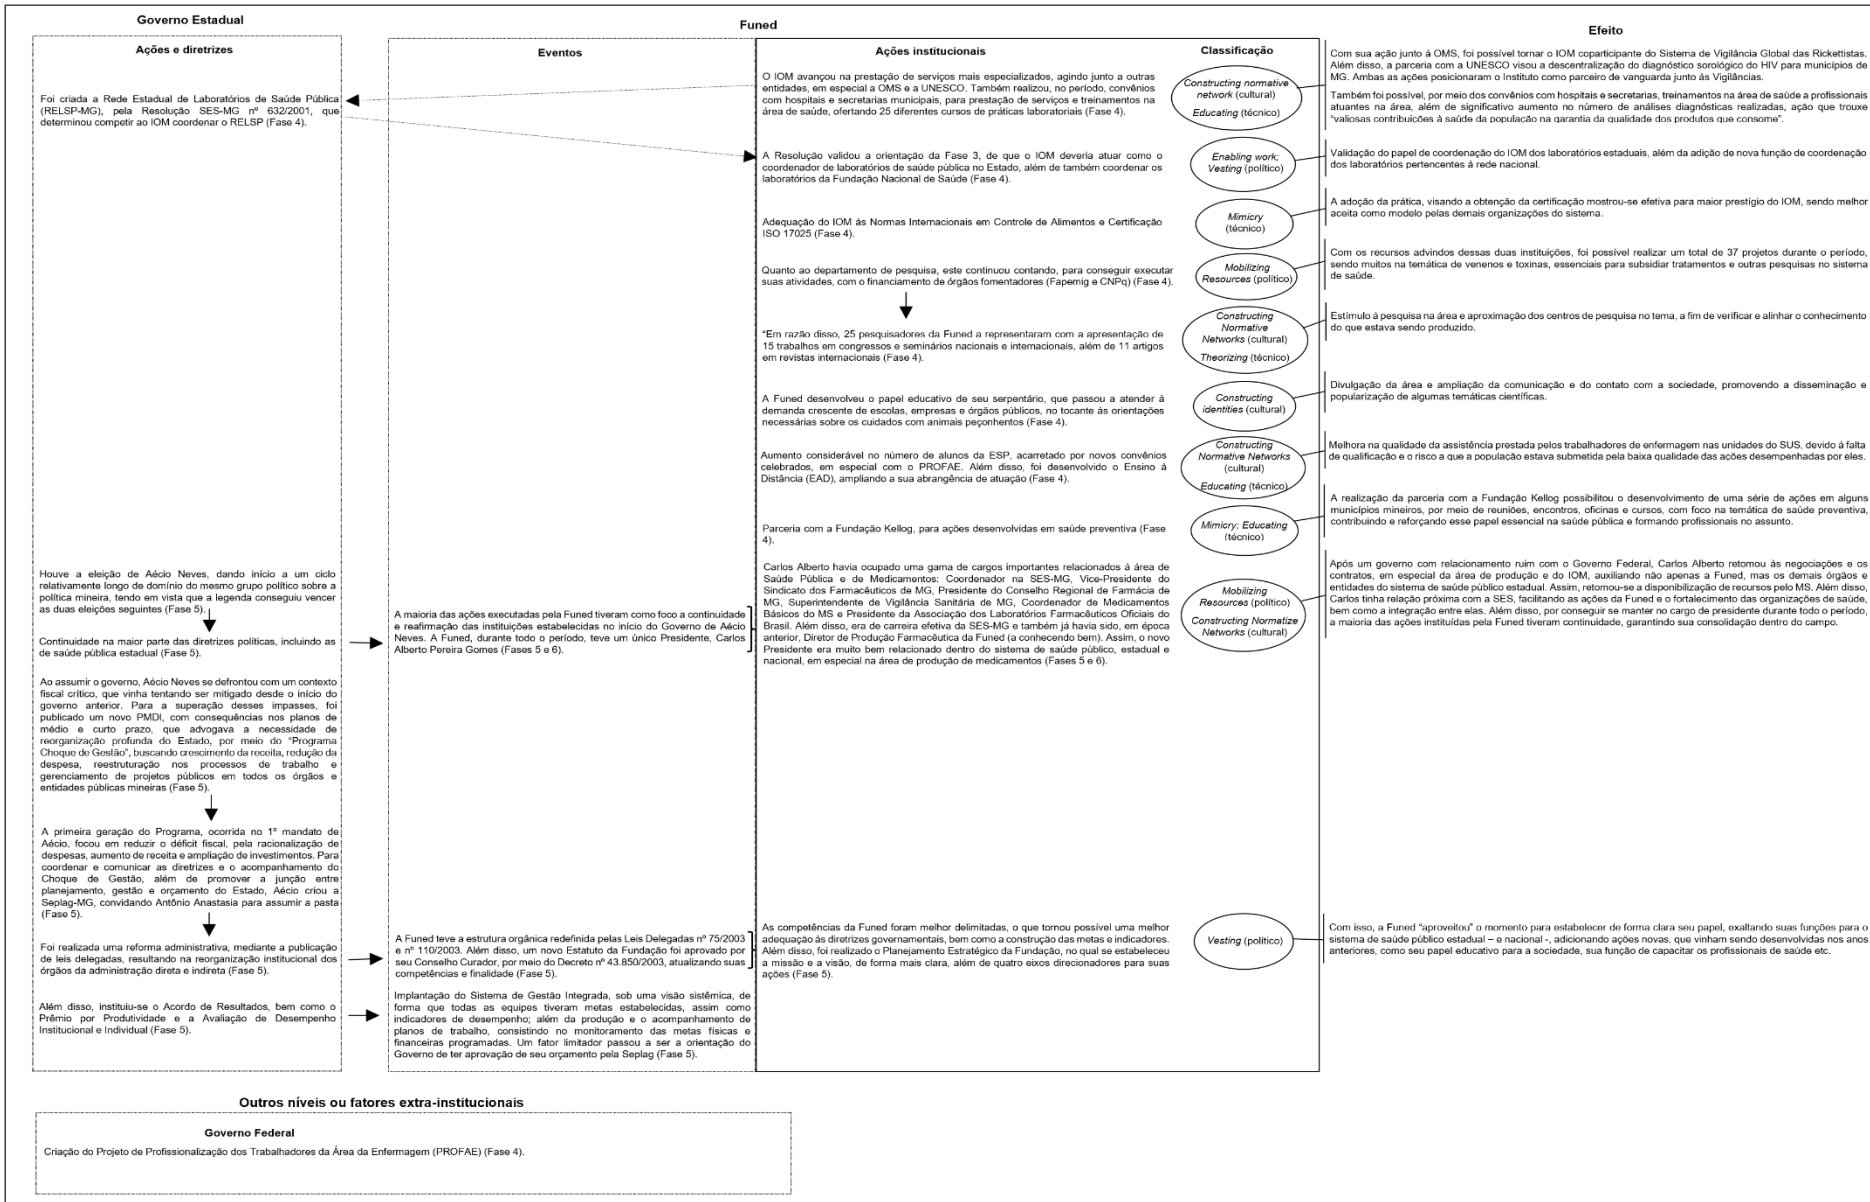 Governo Estadual
Funed
Efeito
Ações e diretrizes
Foi criada a Rede Estadual de Laboratórios de Saúde Pública
(RELSP-MG), pela Resolução SES-MG nº 632/2001, que
determinou competir ao IOM coordenar o RELSP (Fase 4).
Houve a eleição de Aécio Neves, dando início a um ciclo
relativamente longo de domínio do mesmo grupo político sobre a
política mineira, tendo em vista que a legenda conseguiu vencer
as duas eleições seguintes (Fase 5).
Continuidade na maior parte das diretrizes políticas, incluindo as
de saúde pública estadual (Fase 5).
Ao assumir o governo, Aécio Neves se defrontou com um contexto
fiscal crítico, que vinha tentando ser mitigado desde o início do
governo anterior. Para a superação desses impasses, foi
publicado um novo PMDI, com consequências nos planos de
médio e curto prazo, que advogava a necessidade de
reorganização profunda do Estado, por meio do "Programa
Choque de Gestão", buscando crescimento da receita, redução da
despesa, reestruturação nos processos de trabalho e
gerenciamento de projetos públicos em todos os órgãos e
entidades públicas mineiras (Fase 5).
A primeira geração do Programa, ocorrida no 1º mandato de
Aécio, focou em reduzir o déficit fiscal, pela racionalização de
despesas, aumento de receita e ampliação de investimentos. Para
coordenar e comunicar as diretrizes e o acompanhamento do
Choque de Gestão, além de promover a junção entre
planejamento, gestão e orçamento do Estado, Aécio criou a
Seplag-MG, convidando Antônio Anastasia para assumir a pasta
(Fase 5).
Foi realizada uma reforma administrativa, mediante a publicação
de leis delegadas, resultando na reorganização institucional dos
órgãos da administração direta e indireta (Fase 5).
Além disso, instituiu-se o Acordo de Resultados, bem como o
Prêmio por Produtividade e a Avaliação de Desempenho
Institucional e Individual (Fase 5).
Eventos
A maioria das ações executadas pela Funed tiveram como foco a continuidade
e reafirmação das instituições estabelecidas no início do Governo de Aécio
Neves. A Funed, durante todo o período, teve um único Presidente, Carlos
Alberto Pereira Gomes (Fases 5 e 6).
A Funed teve a estrutura orgânica redefinida pelas Leis Delegadas nº 75/2003
e nº 110/2003. Além disso, um novo Estatuto da Fundação foi aprovado por
seu Conselho Curador, por meio do Decreto nº 43.850/2003, atualizando suas
competências e finalidade (Fase 5).
Implantação do Sistema de Gestão Integrada, sob uma visão sistêmica, de
forma que todas as equipes tiveram metas estabelecidas, assim como
indicadores de desempenho; além da produção e o acompanhamento de
planos de trabalho, consistindo no monitoramento das metas físicas e
financeiras programadas. Um fator limitador passou a ser a orientação do
Governo de ter aprovação de seu orçamento pela Seplag (Fase 5).
Ações institucionais
O IOM avançou na prestação de serviços mais especializados, agindo junto a outras
entidades, em especial a OMS e a UNESCO. Também realizou, no período, convênios
com hospitais e secretarias municipais, para prestação de serviços e treinamentos na
área de saúde, ofertando 25 diferentes cursos de práticas laboratoriais (Fase 4).
A Resolução validou a orientação da Fase 3, de que o IOM deveria atuar como o
coordenador de laboratórios de saúde pública no Estado, além de também coordenar os
laboratórios da Fundação Nacional de Saúde (Fase 4).
Adequação do IOM às Normas Internacionais em Controle de Alimentos e Certificação
ISO 17025 (Fase 4).
Quanto ao departamento de pesquisa, este continuou contando, para conseguir executar
suas atividades, com o financiamento de órgãos fomentadores (Fapemig e CNPq) (Fase 4).
"Em razão disso, 25 pesquisadores da Funed a representaram com a apresentação de
15 trabalhos em congressos e seminários nacionais e internacionais, além de 11 artigos
em revistas internacionais (Fase 4).
A Funed desenvolveu o papel educativo de seu serpentário, que passou a atender à
demanda crescente de escolas, empresas e órgãos públicos, no tocante às orientações
necessárias sobre os cuidados com animais peçonhentos (Fase 4).
Aumento considerável no número de alunos da ESP, acarretado por novos convênios
celebrados, em especial com o PROFAE. Além disso, foi desenvolvido o Ensino à
Distância (EAD), ampliando a sua abrangência de atuação (Fase 4).
Parceria com a Fundação Kellog, para ações desenvolvidas em saúde preventiva (Fase
4).
Carlos Alberto havia ocupado uma gama de cargos importantes relacionados à área de
Saúde Pública e de Medicamentos: Coordenador na SES-MG, Vice-Presidente do
Sindicato dos Farmacêuticos de MG, Presidente do Conselho Regional de Farmácia de
MG, Superintendente de Vigilância Sanitária de MG, Coordenador de Medicamentos
Básicos do MS e Presidente da Associação dos Laboratórios Farmacêuticos Oficiais do
Brasil. Além disso, era de carreira efetiva da SES-MG e também já havia sido, em época
anterior, Diretor de Produção Farmacêutica da Funed (a conhecendo bem). Assim, o novo
Presidente era muito bem relacionado dentro do sistema de saúde público, estadual e
nacional, em especial na área de produção de medicamentos (Fases 5 e 6).
As competências da Funed foram melhor delimitadas, o que tornou possível uma melhor
adequação às diretrizes governamentais, bem como a construção das metas e indicadores.
Além disso, foi realizado o Planejamento Estratégico da Fundação, no qual se estabeleceu
a missão e a visão, de forma mais clara, além de quatro eixos direcionadores para suas
ações (Fase 5).
Classificação
Constructing normative
network (cultural)
Educating (técnico)
Enabling work;
Vesting (político)
Mimicry
(técnico)
Mobilizing
Resources (político)
Constructing
Normative
Networks (cultural)
Theorizing (técnico)
Constructing
identities (cultural)
Constructing
Normative Networks
(cultural)
Educating (técnico)
Mimicry; Educating
(técnico)
Mobilizing
Resources (político)
Constructing Normatize
Networks (cultural)
Vesting (político)
Com sua ação junto à OMS, foi possível tornar o IOM coparticipante do Sistema de Vigilância Global das Rickettistas.
Além disso, a parceria com a UNESCO visou a descentralização do diagnóstico sorológico do HIV para municípios de
MG. Ambas as ações posicionaram o Instituto como parceiro de vanguarda junto às Vigilâncias.
Também foi possível, por meio dos convênios com hospitais e secretarias, treinamentos na área de saúde a profissionais
atuantes na área, além de significativo aumento no número de análises diagnósticas realizadas, ação que trouxe
"valiosas contribuições à saúde da população na garantia da qualidade dos produtos que consome".
Validação do papel de coordenação do IOM dos laboratórios estaduais, além da adição de nova função de coordenação
dos laboratórios pertencentes à rede nacional.
A adoção da prática, visando a obtenção da certificação mostrou-se efetiva para maior prestígio do IOM, sendo melhor
aceita como modelo pelas demais organizações do sistema.
Com os recursos advindos dessas duas instituições, foi possível realizar um total de 37 projetos durante o período,
sendo muitos na temática de venenos e toxinas, essenciais para subsidiar tratamentos e outras pesquisas no sistema
de saúde.
Estímulo à pesquisa na área e aproximação dos centros de pesquisa no tema, a fim de verificar e alinhar o conhecimento
do que estava sendo produzido.
Divulgação da área e ampliação da comunicação e do contato com a sociedade, promovendo a disseminação e
popularização de algumas temáticas científicas.
Melhora na qualidade da assistência prestada pelos trabalhadores de enfermagem nas unidades do SUS, devido à falta
de qualificação e o risco a que a população estava submetida pela baixa qualidade das ações desempenhadas por eles.
A realização da parceria com a Fundação Kellog possibilitou o desenvolvimento de uma série de ações em alguns
municípios mineiros, por meio de reuniões, encontros, oficinas e cursos, com foco na temática de saúde preventiva,
contribuindo e reforçando esse papel essencial na saúde pública e formando profissionais no assunto.
Após um governo com relacionamento ruim com o Governo Federal, Carlos Alberto retomou às negociações e os
contratos, em especial da área de produção e do IOM, auxiliando não apenas a Funed, mas os demais órgãos e
entidades do sistema de saúde público estadual. Assim, retomou-se a disponibilização de recursos pelo MS. Além disso,
Carlos tinha relação próxima com a SES, facilitando as ações da Funed e o fortalecimento das organizações de saúde,
bem como a integração entre elas. Além disso, por conseguir se manter no cargo de presidente durante todo o período,
a maioria das ações instituídas pela Funed tiveram continuidade, garantindo sua consolidação dentro do campo.
Com isso, a Funed "aproveitou" o momento para estabelecer de forma clara seu papel, exaltando suas funções para o
sistema de saúde público estadual – e nacional -, adicionando ações novas, que vinham sendo desenvolvidas nos anos
anteriores, como seu papel educativo para a sociedade, sua função de capacitar os profissionais de saúde etc.
Outros níveis ou fatores extra-institucionais
Governo Federal
Criação do Projeto de Profissionalização dos Trabalhadores da Área da Enfermagem (PROFAE) (Fase 4).